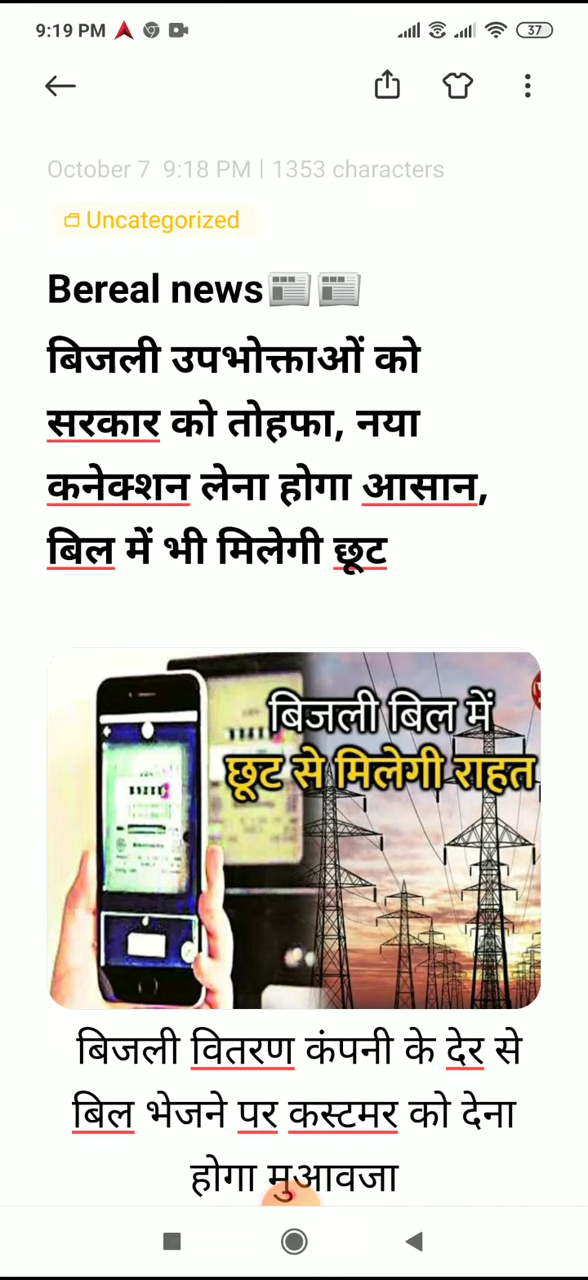 9:19 PM
37
October 7 9:18 PM | 1353 characters
Uncategorized
Bereal news📰📰
बिजली उपभोक्ताओं को
सरकार को तोहफा, नया
कनेक्शन लेना होगा आसान,
बिल में भी मिलेगी छूट
बिजली बिल में
छूट से मिलेगी राहत
बिजली वितरण कंपनी के देर से
बिल भेजने पर कस्टमर को देना
होगा मुआवजा